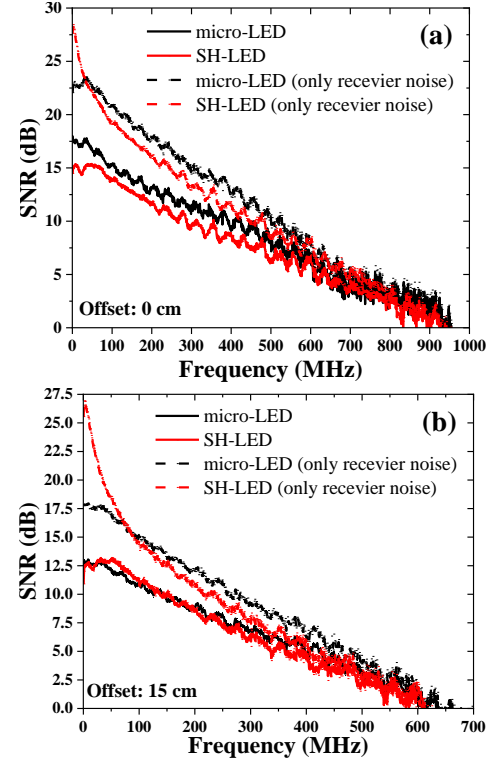 30
25
20
15
10
5
0
SNR (dB)
micro-LED
SH-LED
micro-LED (only recevier noise)
SH-LED (only recevier noise)
(a)
Offset: 0 cm
0 100 200 300 400 500 600 700 800 900 1000
Frequency (MHz)
27.5
25.0
22.5
20.0
17.5
15.0
12.5
10.0
7.5
5.0
2.5
0.0
SNR (dB)
micro-LED
SH-LED
micro-LED (only recevier noise)
SH-LED (only recevier noise)
(b)
Offset: 15 cm
0 100 200 300 400 500 600 700
Frequency (MHz)